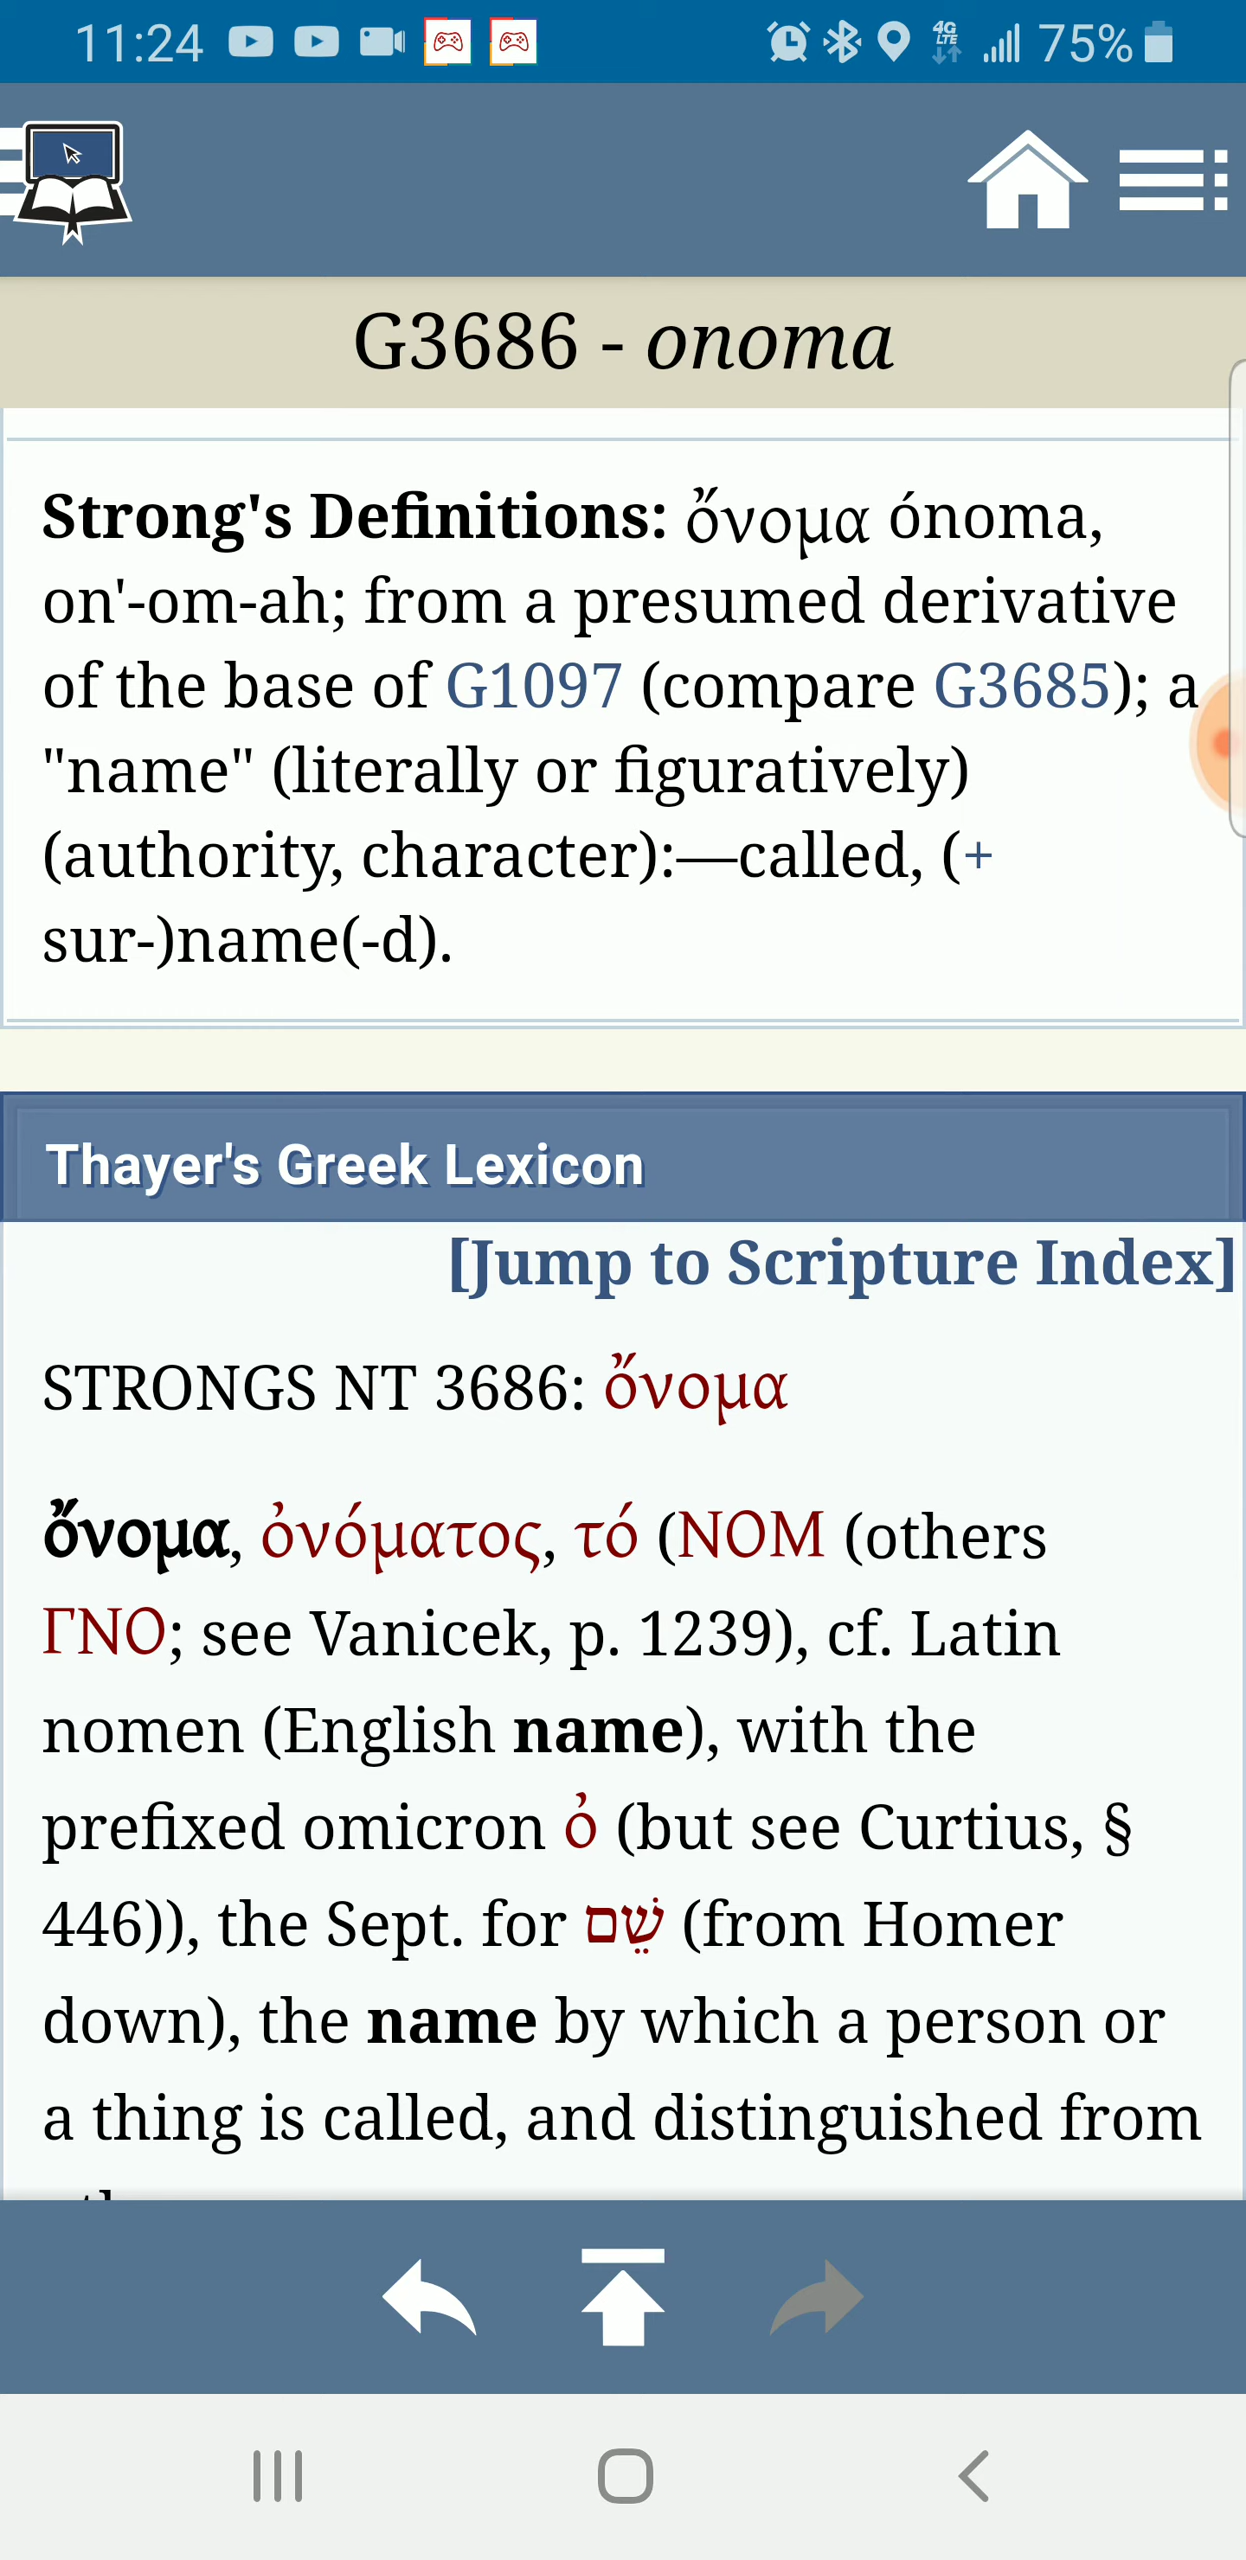 11:24 4G LTE 75%
G3686 - onoma
Strong's Definitions: ὄνομα ónoma,
on'-om-ah; from a presumed derivative
of the base of G1097 (compare G3685); a
"name" (literally or figuratively)
(authority, character):—called, (+
sur-)name(-d).
Thayer's Greek Lexicon
[Jump to Scripture Index]
STRONGS NT 3686: ὄνομα
ὄνομα, ὀνόματος, τό (ΝΟΜ (others
ΓΝΟ; see Vanicek, p. 1239), cf. Latin
nomen (English name), with the
prefixed omicron ὀ (but see Curtius, §
446)), the Sept. for שֵׁם (from Homer
down), the name by which a person or
a thing is called, and distinguished from